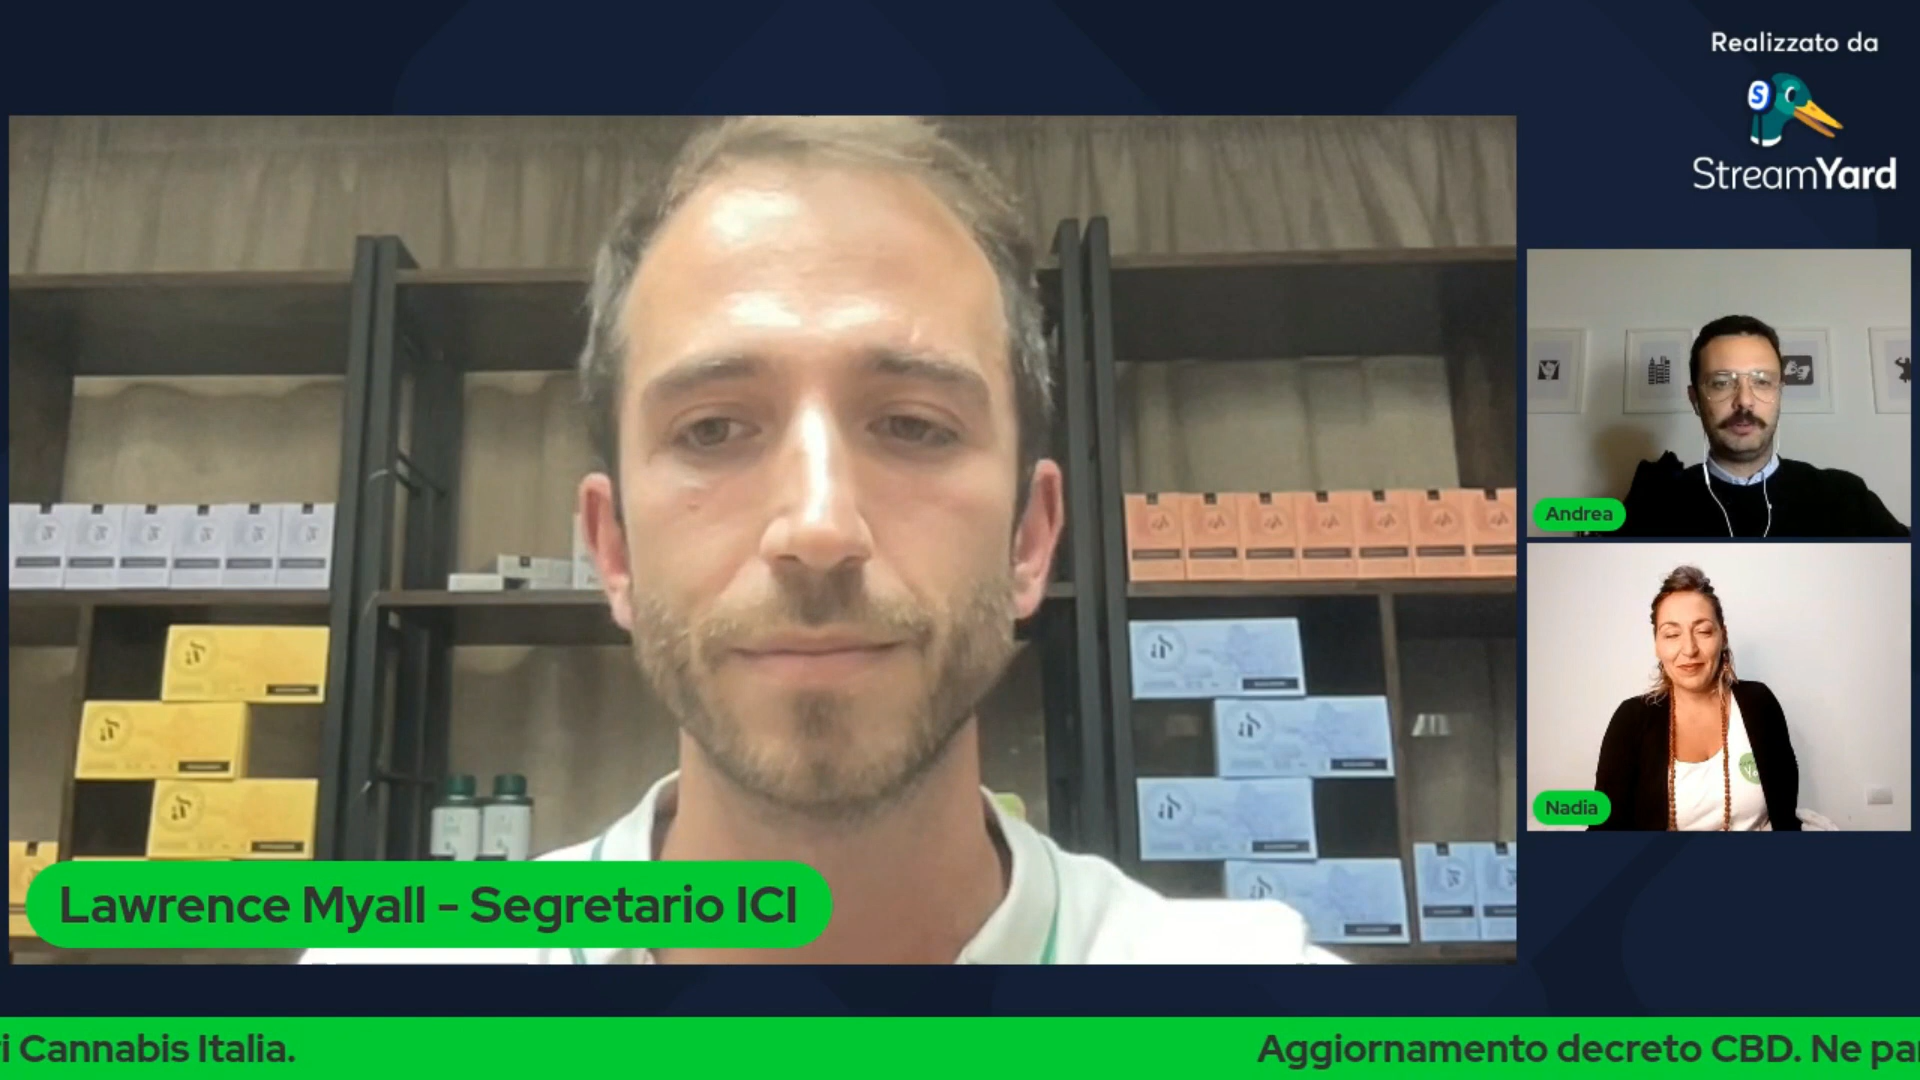 Realizzato da
StreamYard
Andrea
Nadia
Lawrence Myall - Segretario ICI
i Cannabis Italia.
Aggiornamento decreto CBD. Ne pa